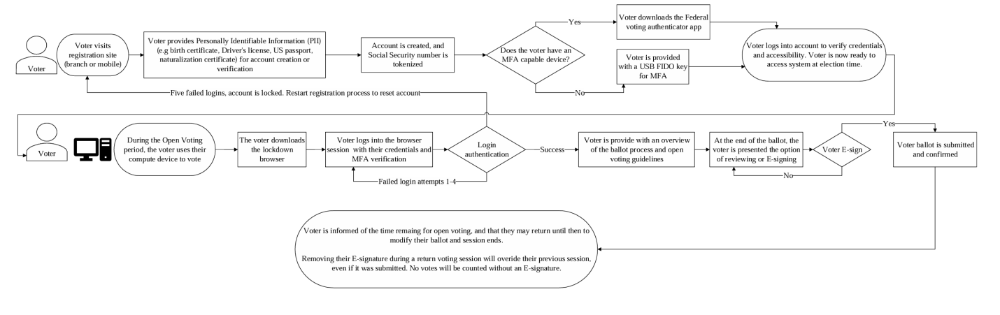 Voter
Voter visits
registration site
(branch or mobile)
Voter provides Personally Identifiable Information (PII)
(e.g birth certificate, Driver's license, US passport,
naturalization certificate) for account creation or
verification
Account is created, and
Social Security number is
tokenized
Does the voter have an
MFA capable device?
Yes
Voter downloads the Federal
voting authenticator app
No
Voter is provided
with a USB FIDO key
for MFA
Voter logs into account to verify credentials
and accessibility. Voter is now ready to
access system at election time.
Five failed logins, account is locked. Restart registration process to reset account
Voter
During the Open Voting
period, the voter uses their
compute device to vote
The voter downloads
the lockdown
browser
Voter logs into the browser
session with their credentials and
MFA verification
Login
authentication
Failed login attempts 1-4
Success
Voter is provide with an overview
of the ballot process and open
voting guidelines
At the end of the ballot, the
voter is presented the option
of reviewing or E-signing
Voter E-sign
Yes
No
Voter ballot is submitted
and confirmed
Voter is informed of the time remaing for open voting, and that they may return until then to
modify their ballot and session ends.
Removing their E-signature during a return voting session will overide their previous session,
even if it was submitted. No votes will be counted without an E-signature.